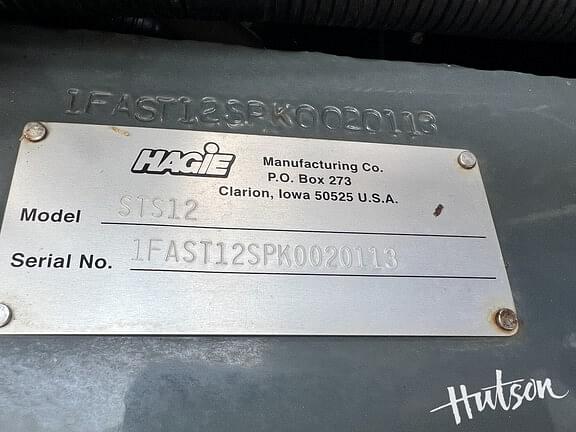 1FAST12SPK0020113
HAGIE
Manufacturing Co.
P.O. Box 273
Clarion, Iowa 50525 U.S.A.
Model STS12
Serial No. 1FAST12SPK0020113
Hutson